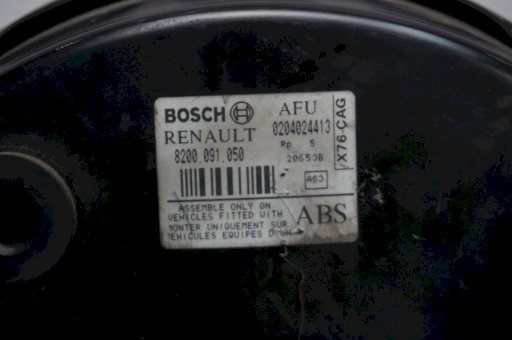 BOSCH AFU
RENAULT 0204024413
Rp 5
8200 091 050 20653B
X76 CAG
A63
ASSEMBLE ONLY ON
VEHICLES FITTED WITH ABS
MONTER UNIQUEMENT SUR
VEHICULES EQUIPES D'UN